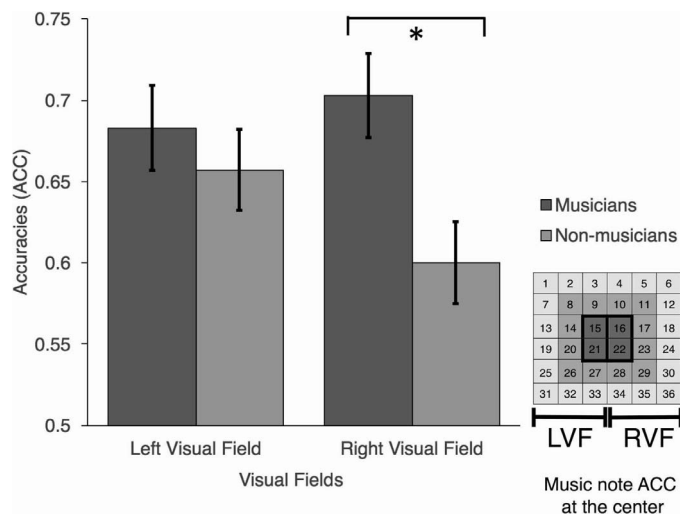 0.75
0.7
0.65
0.6
0.55
0.5
Accuracies (ACC)
*
Left Visual Field
Right Visual Field
Visual Fields
Musicians
Non-musicians
1 2 3 4 5 6
7 8 9 10 11 12
13 14 15 16 17 18
19 20 21 22 23 24
25 26 27 28 29 30
31 32 33 34 35 36
LVF RVF
Music note ACC
at the center